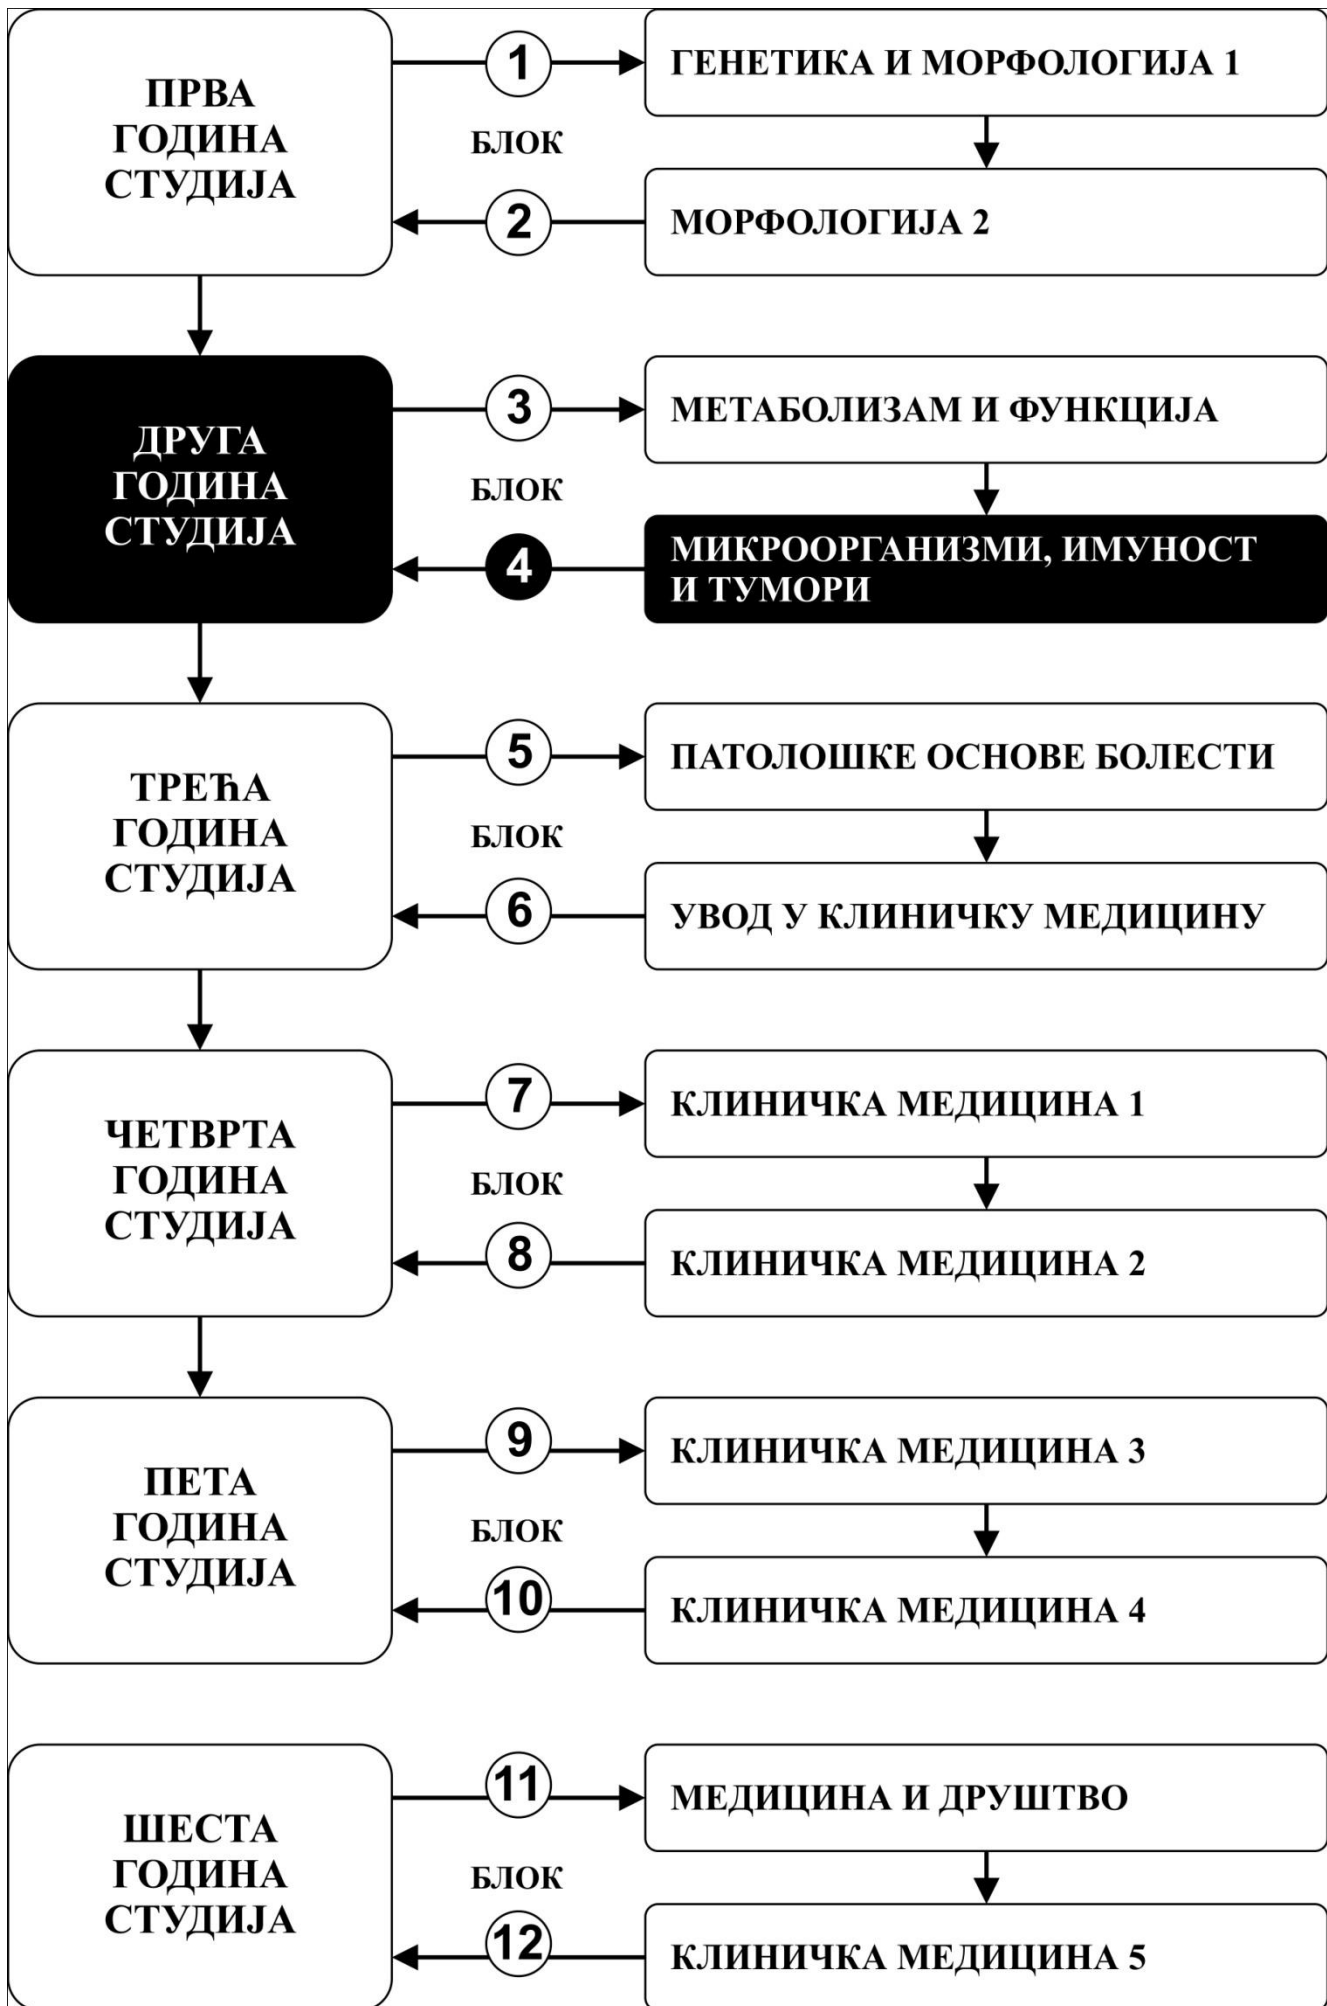 ПРВА
ГОДИНА
СТУДИЈА
1
ГЕНЕТИКА И МОРФОЛОГИЈА 1
БЛОК
2
МОРФОЛОГИЈА 2
ДРУГА
ГОДИНА
СТУДИЈА
3
МЕТАБОЛИЗАМ И ФУНКЦИЈА
БЛОК
4
МИКРООРГАНИЗМИ, ИМУНОСТ
И ТУМОРИ
ТРЕЋА
ГОДИНА
СТУДИЈА
5
ПАТОЛОШКЕ ОСНОВЕ БОЛЕСТИ
БЛОК
6
УВОД У КЛИНИЧКУ МЕДИЦИНУ
ЧЕТВРТА
ГОДИНА
СТУДИЈА
7
КЛИНИЧКА МЕДИЦИНА 1
БЛОК
8
КЛИНИЧКА МЕДИЦИНА 2
ПЕТА
ГОДИНА
СТУДИЈА
9
КЛИНИЧКА МЕДИЦИНА 3
БЛОК
10
КЛИНИЧКА МЕДИЦИНА 4
ШЕСТА
ГОДИНА
СТУДИЈА
11
МЕДИЦИНА И ДРУШТВО
БЛОК
12
КЛИНИЧКА МЕДИЦИНА 5